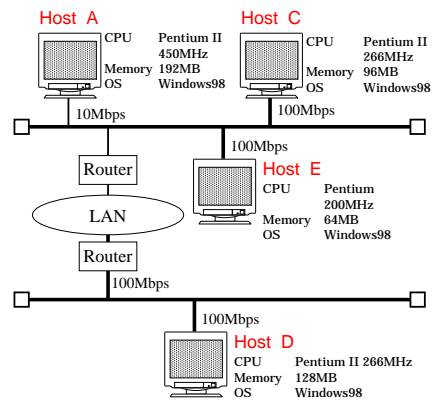 Host A
CPU Pentium II
450MHz
Memory 192MB
OS Windows98
10Mbps
Host C
CPU Pentium II
266MHz
Memory 96MB
OS Windows98
100Mbps
100Mbps
Host E
CPU Pentium
200MHz
Memory 64MB
OS Windows98
Router
LAN
Router
100Mbps
100Mbps
Host D
CPU Pentium II 266MHz
Memory 128MB
OS Windows98